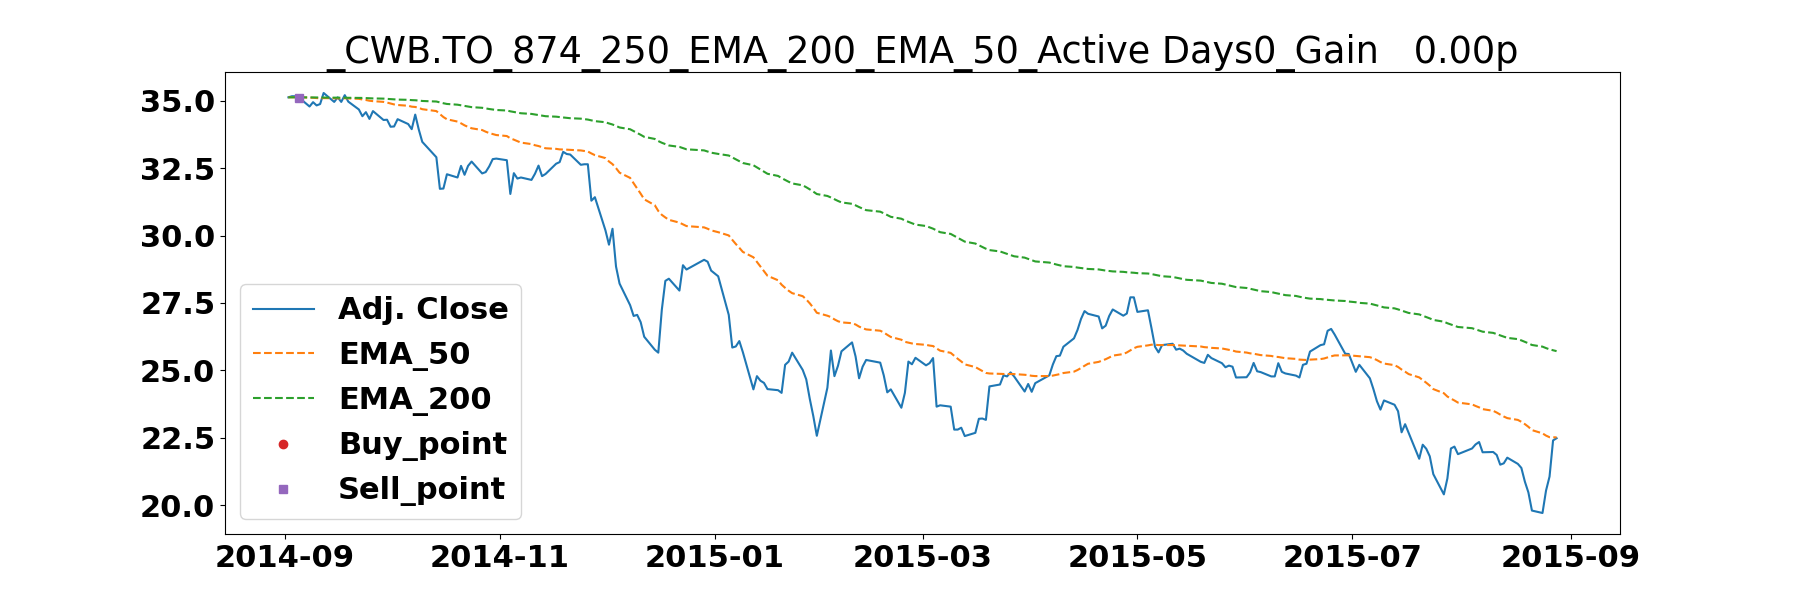 _CWB.TO_874_250_EMA_200_EMA_50_Active Days0_Gain   0.00p
35.0
32.5
30.0
27.5
25.0
22.5
20.0
Adj. Close
EMA_50
EMA_200
Buy_point
Sell_point
2014-09 2014-11 2015-01 2015-03 2015-05 2015-07 2015-09